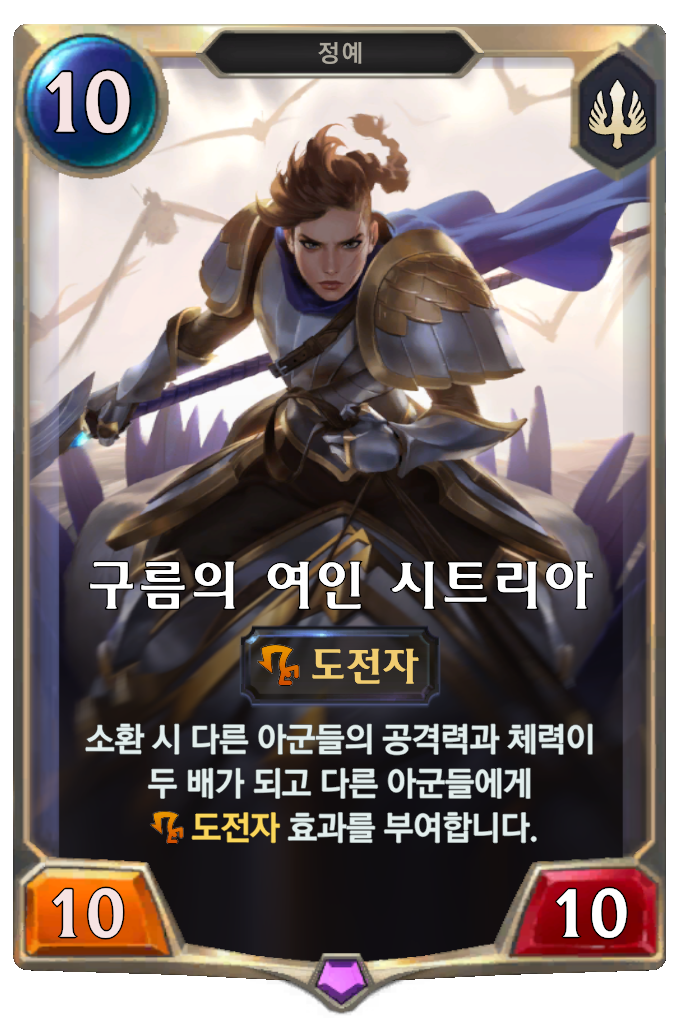 정예
10
구름의 여인 시트리아
도전자
소환 시 다른 아군들의 공격력과 체력이
두 배가 되고 다른 아군들에게
도전자 효과를 부여합니다.
10
10